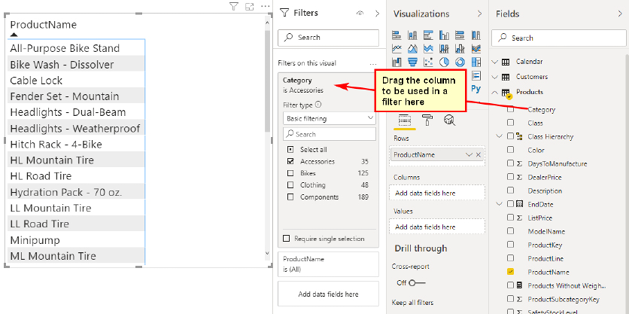 ProductName
All-Purpose Bike Stand
Bike Wash - Dissolver
Cable Lock
Fender Set - Mountain
Headlights - Dual-Beam
Headlights - Weatherproof
Hitch Rack - 4-Bike
HL Mountain Tire
HL Road Tire
Hydration Pack - 70 oz.
LL Mountain Tire
LL Road Tire
Minipump
ML Mountain Tire
Filters
Search
Filters on this visual
Category
is Accessories
Filter type
Basic filtering
Search
Select all
Accessories 35
Bikes 125
Clothing 48
Components 189
Require single selection
ProductName
is (All)
Add data fields here
Visualizations
Drag the column
to be used in a
filter here
Py
Rows
ProductName
Columns
Add data fields here
Values
Add data fields here
Drill through
Cross-report
Off
Keep all filters
Fields
Search
Calendar
Customers
Products
Category
Class
Class Hierarchy
Color
DaysToManufacture
DealerPrice
Description
EndDate
ListPrice
ModelName
ProductKey
ProductLine
ProductName
Products Without Weigh...
ProductSubcategoryKey
SafetyStockLevel